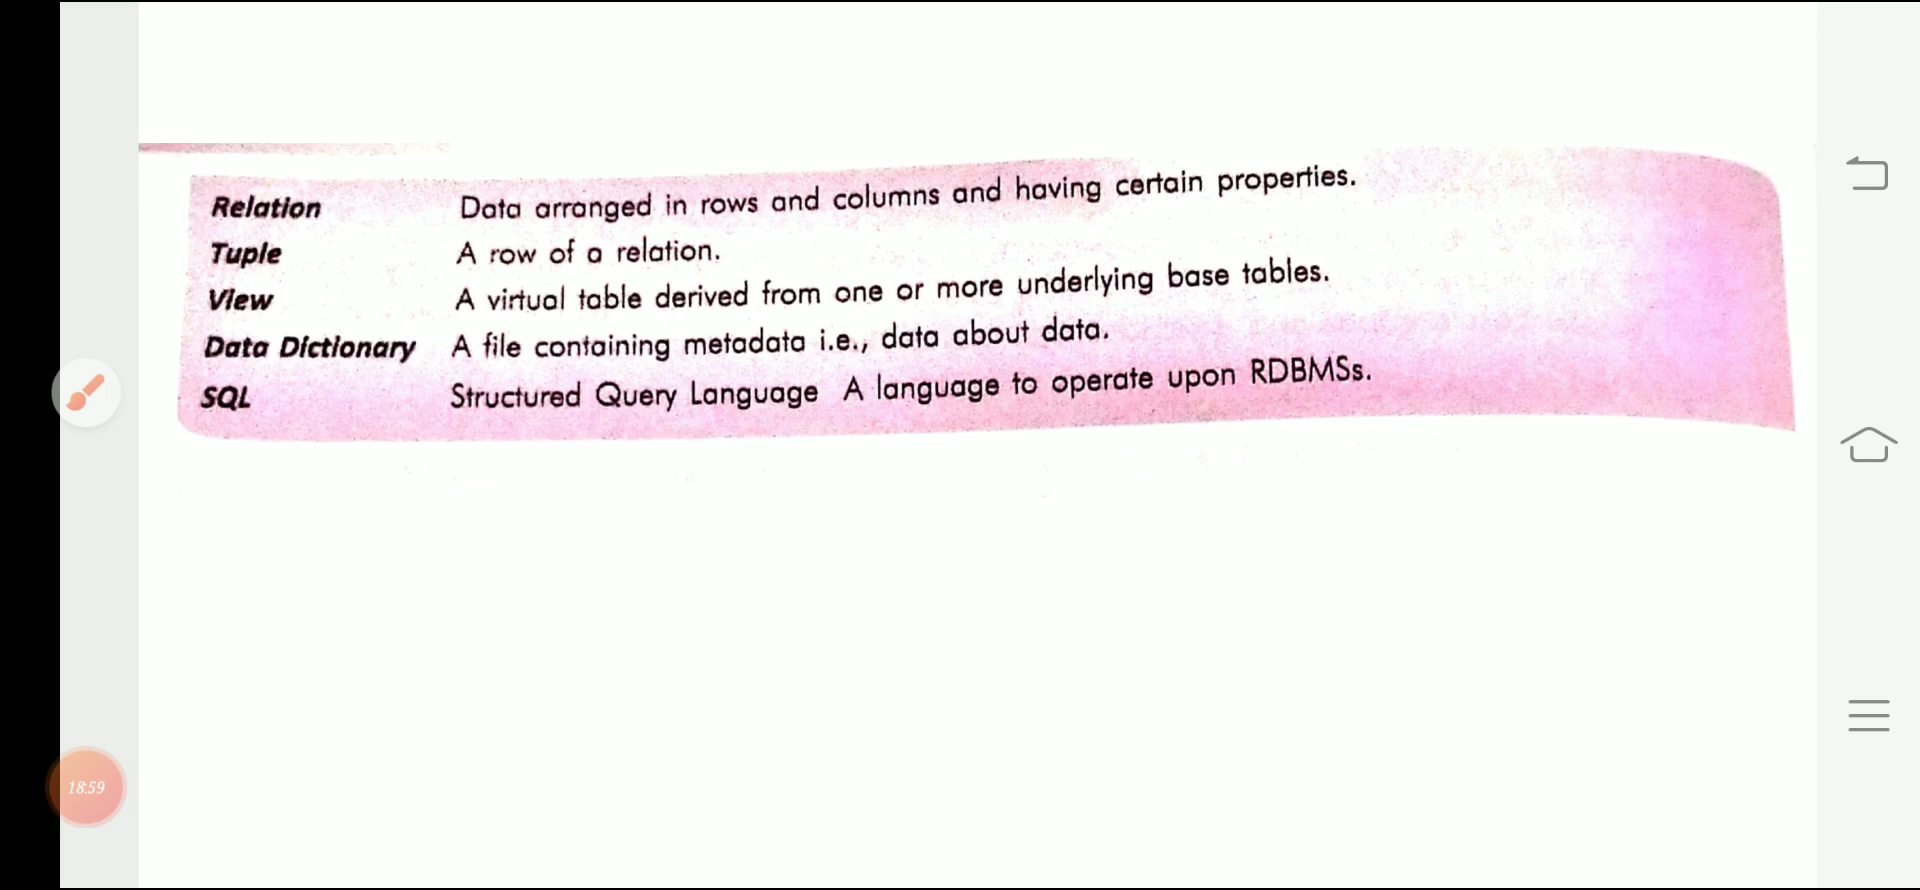 Relation Data arranged in rows and columns and having certain properties.
Tuple A row of a relation.
View A virtual table derived from one or more underlying base tables.
Data Dictionary A file containing metadata i.e., data about data.
SQL Structured Query Language A language to operate upon RDBMSs.
18:59